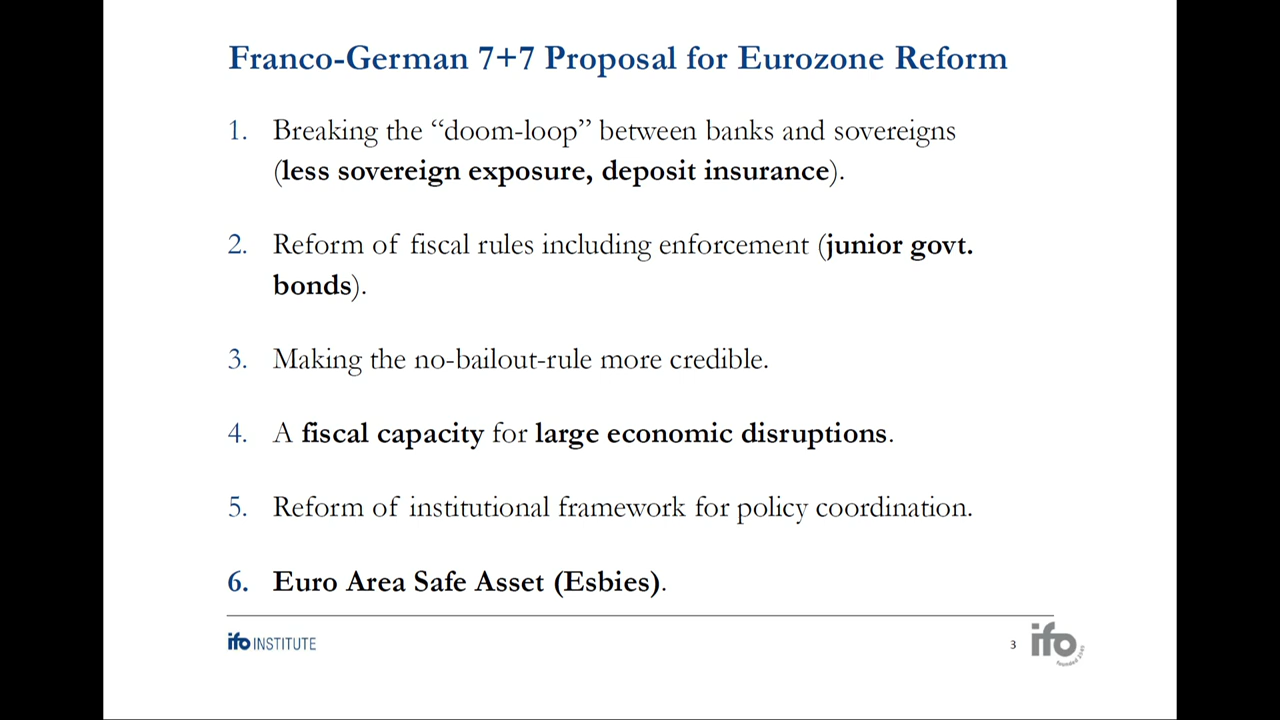 Franco-German 7+7 Proposal for Eurozone Reform
1. Breaking the “doom-loop” between banks and sovereigns
(less sovereign exposure, deposit insurance).
2. Reform of fiscal rules including enforcement (junior govt.
bonds).
3. Making the no-bailout-rule more credible.
4. A fiscal capacity for large economic disruptions.
5. Reform of institutional framework for policy coordination.
6. Euro Area Safe Asset (Esbies).
ifo INSTITUTE
3
ifo
founded